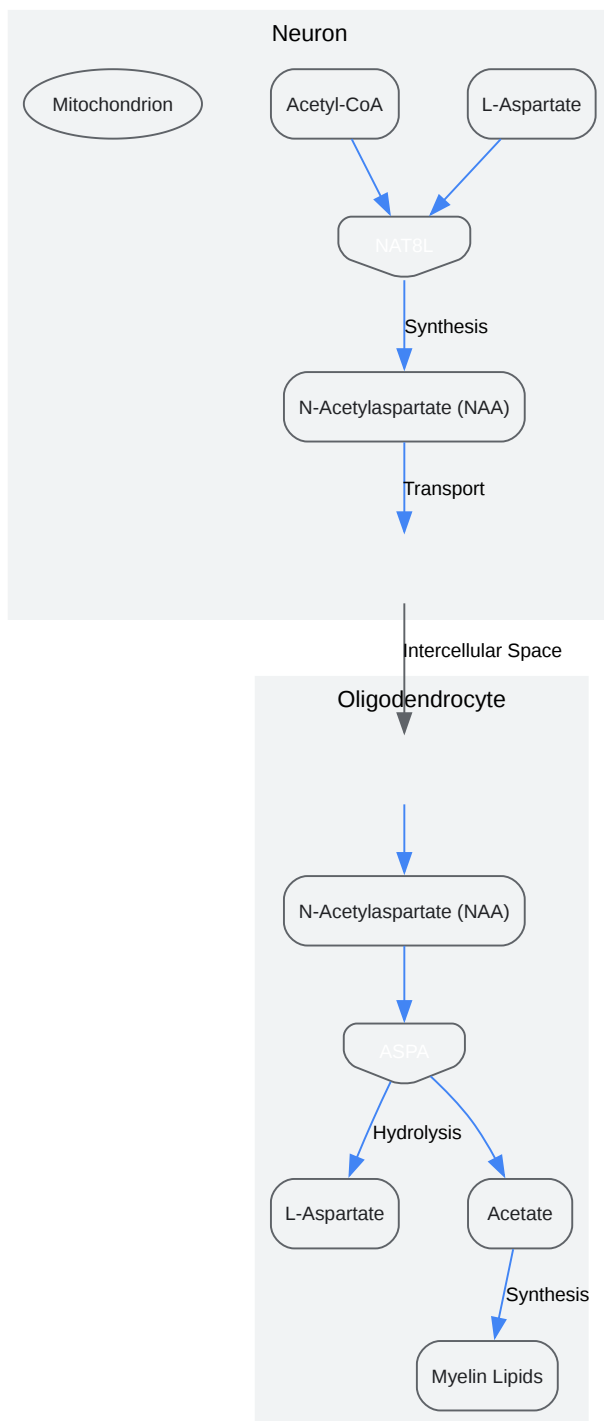 Neuron
Mitochondrion
Acetyl-CoA
L-Aspartate
NAT8L
Synthesis
N-Acetylaspartate (NAA)
Transport
Intercellular Space
Oligodendrocyte
N-Acetylaspartate (NAA)
ASPA
Hydrolysis
L-Aspartate
Acetate
Synthesis
Myelin Lipids